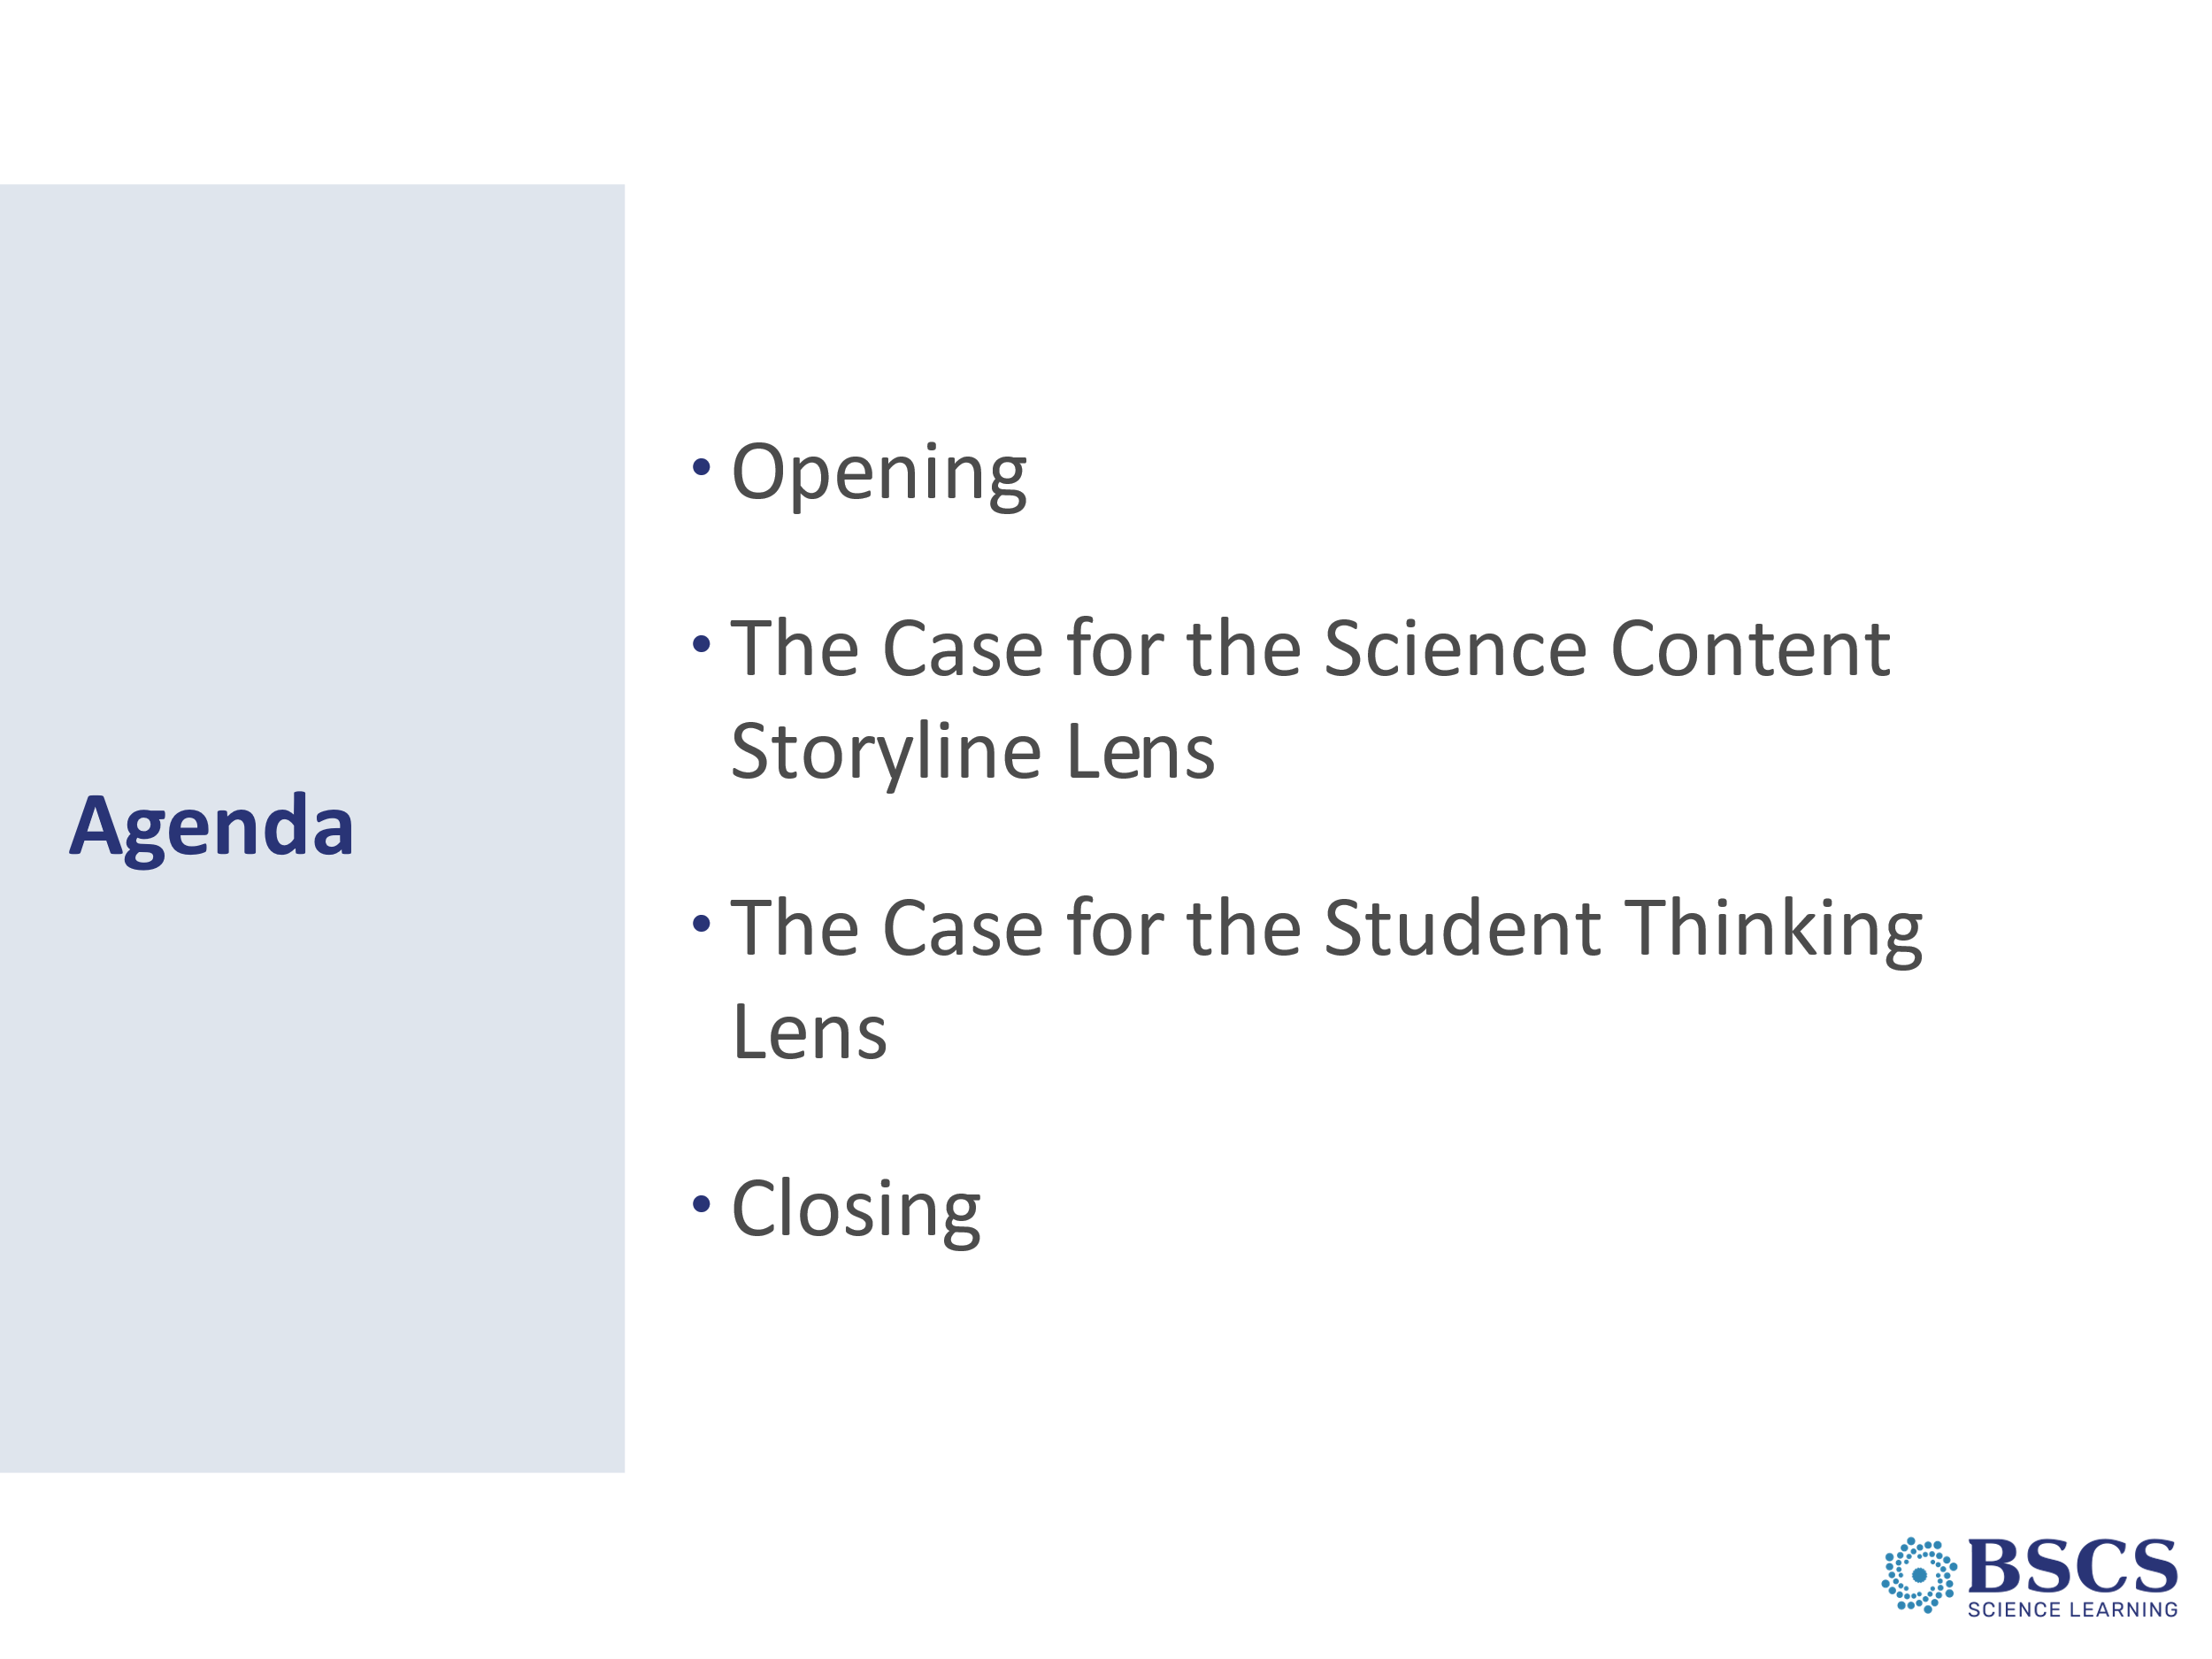 Agenda
• Opening
• The Case for the Science Content
Storyline Lens
• The Case for the Student Thinking
Lens
• Closing
BSCS
SCIENCE LEARNING